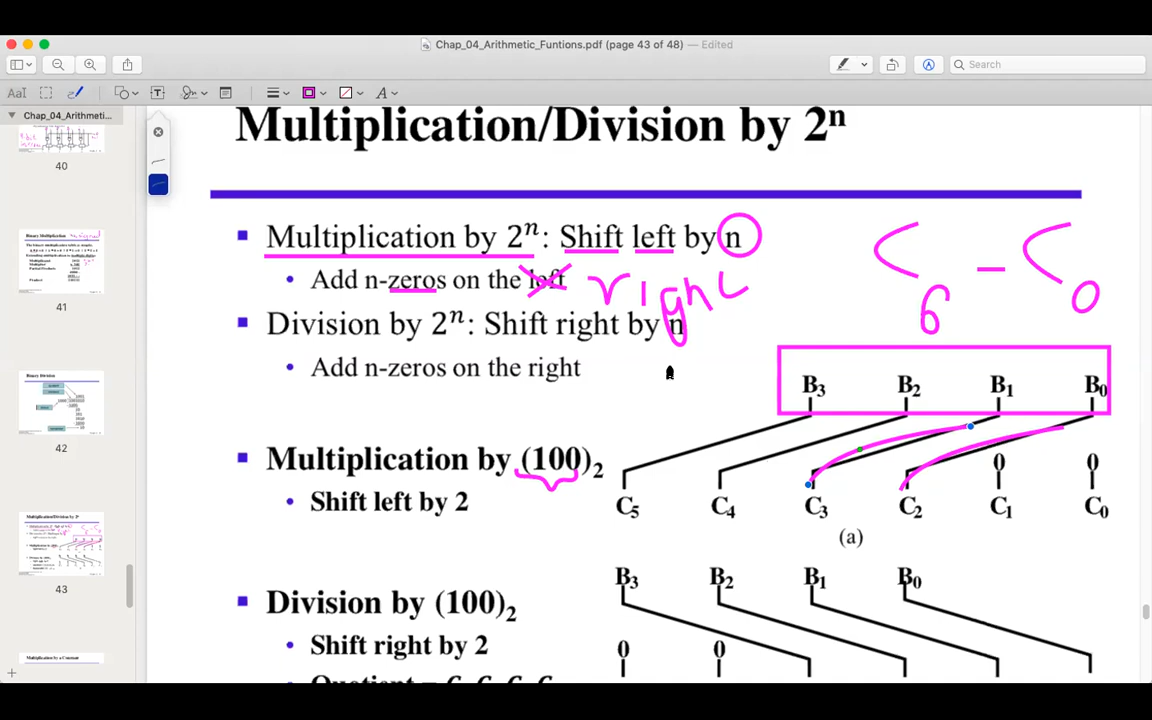 Chap_04_Arithmetic_Funtions.pdf (page 43 of 48) — Edited
Search
AaI
T
A
Chap_04_Arithmeti...
40
41
42
43
Multiplication by a Constant
Multiplication/Division by 2ⁿ
Multiplication by 2ⁿ: Shift left by n
Add n-zeros on the left right
Division by 2ⁿ: Shift right by n
Add n-zeros on the right
C6 - C0
B₃ B₂ B₁ B₀
Multiplication by (100)₂
Shift left by 2
0 0
C₅ C₄ C₃ C₂ C₁ C₀
(a)
B₃ B₂ B₁ B₀
Division by (100)₂
Shift right by 2
0 0